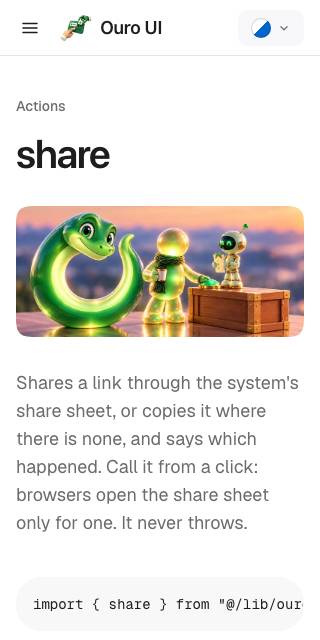 Ouro UI
Actions
share
Shares a link through the system's
share sheet, or copies it where
there is none, and says which
happened. Call it from a click:
browsers open the share sheet
only for one. It never throws.
import { share } from "@/lib/our